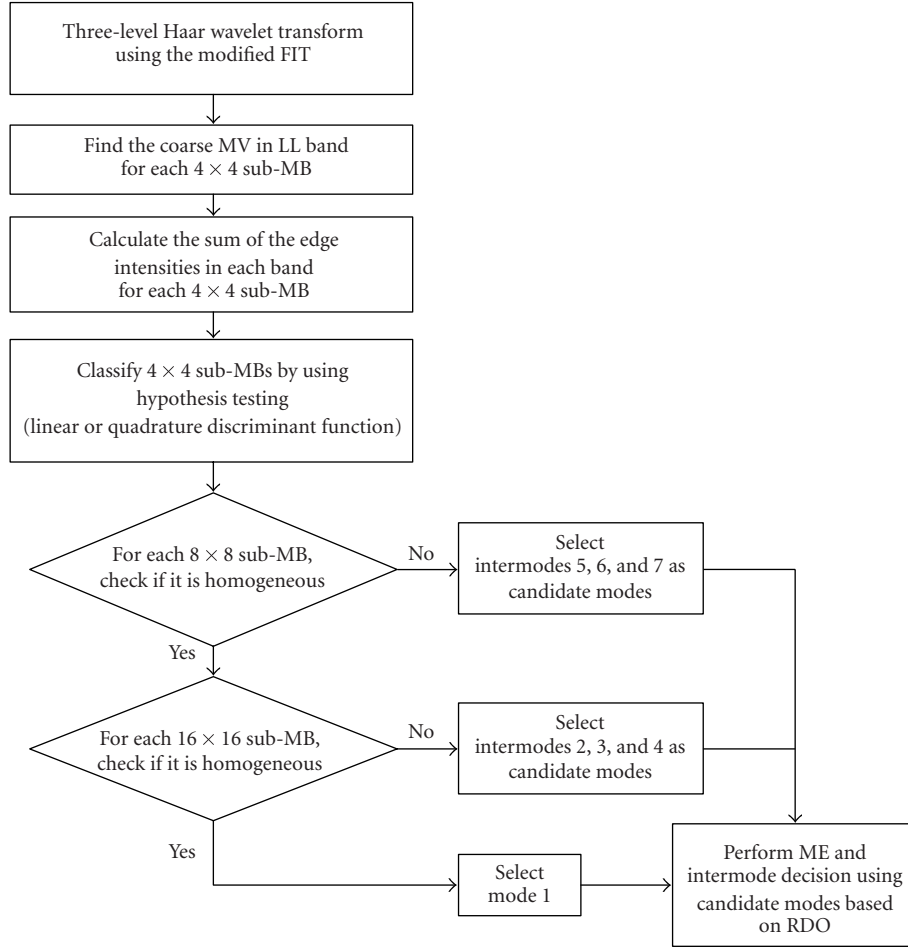 Three-level Haar wavelet transform
using the modified FIT
Find the coarse MV in LL band
for each 4 × 4 sub-MB
Calculate the sum of the edge
intensities in each band
for each 4 × 4 sub-MB
Classify 4 × 4 sub-MBs by using
hypothesis testing
(linear or quadrature discriminant function)
For each 8 × 8 sub-MB,
check if it is homogeneous
No
Select
intermodes 5, 6, and 7 as
candidate modes
Yes
For each 16 × 16 sub-MB,
check if it is homogeneous
No
Select
intermodes 2, 3, and 4 as
candidate modes
Yes
Select
mode 1
Perform ME and
intermode decision using
candidate modes based
on RDO